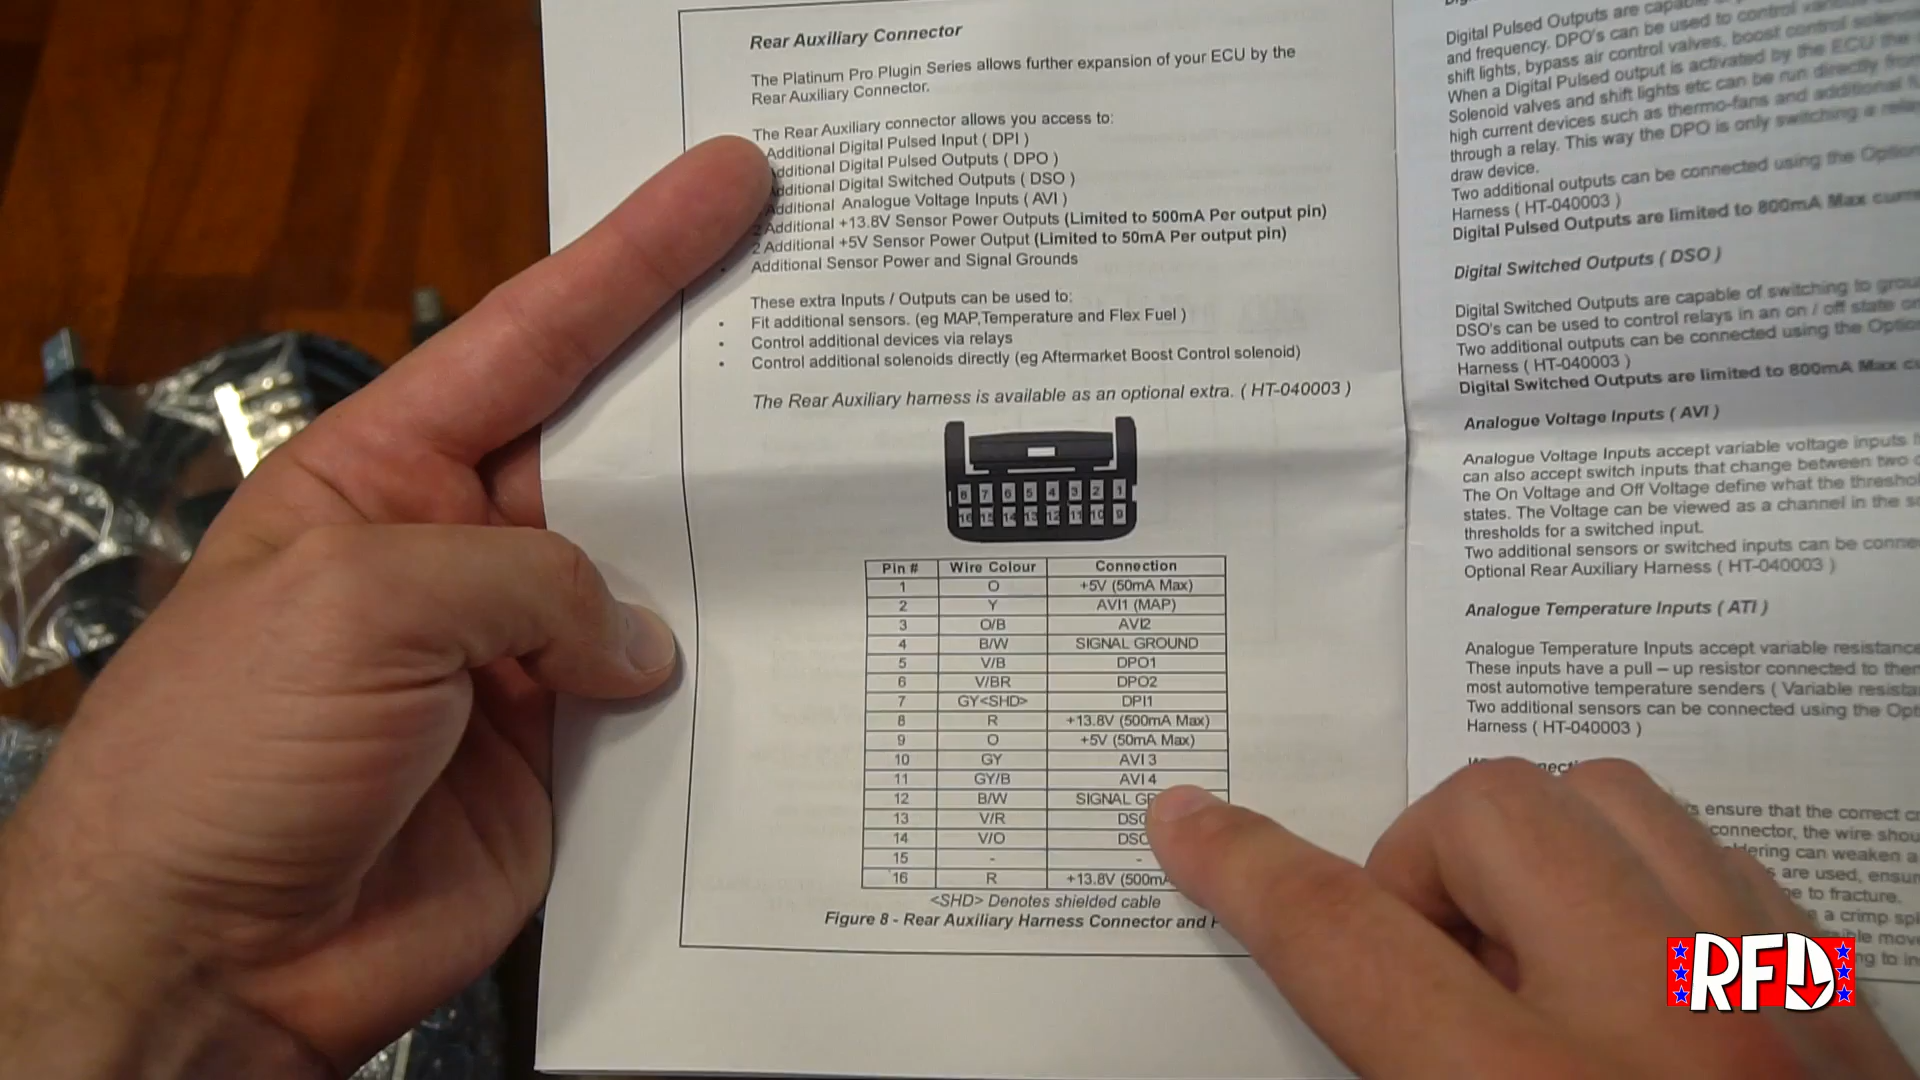 Rear Auxiliary Connector
The Platinum Pro Plugin Series allows further expansion of your ECU by the
Rear Auxiliary Connector.
The Rear Auxiliary connector allows you access to:
Additional Digital Pulsed Input ( DPI )
Additional Digital Pulsed Outputs ( DPO )
Additional Digital Switched Outputs ( DSO )
Additional Analogue Voltage Inputs ( AVI )
2 Additional +13.8V Sensor Power Outputs (Limited to 500mA Per output pin)
2 Additional +5V Sensor Power Output (Limited to 50mA Per output pin)
• Additional Sensor Power and Signal Grounds
These extra Inputs / Outputs can be used to:
• Fit additional sensors. (eg MAP,Temperature and Flex Fuel )
• Control additional devices via relays
• Control additional solenoids directly (eg Aftermarket Boost Control solenoid)
The Rear Auxiliary harness is available as an optional extra. ( HT-040003 )
8 7 6 5 4 3 2 1
16 15 14 13 12 11 10 9
Pin # Wire Colour Connection
1 O +5V (50mA Max)
2 Y AVI1 (MAP)
3 O/B AVI2
4 B/W SIGNAL GROUND
5 V/B DPO1
6 V/BR DPO2
7 GY<SHD> DPI1
8 R +13.8V (500mA Max)
9 O +5V (50mA Max)
10 GY AVI 3
11 GY/B AVI 4
12 B/W SIGNAL
13 V/R
14 V/O
15 - -
16 R +13.8V
<SHD> Denotes shielded cable
Figure 8 - Rear Auxiliary Harness Connector and
Digital Pulsed Outputs are
and frequency. DPO's can be used to control
shift lights, bypass air control valves, boost control
When a Digital Pulsed output is activated by the ECU the
Solenoid valves and shift lights etc can be run directly
high current devices such as thermo-fans and additional
through a relay. This way the DPO is only switching a
draw device.
Two additional outputs can be connected using the
Harness ( HT-040003 )
Digital Pulsed Outputs are limited to 800mA Max
Digital Switched Outputs ( DSO )
Digital Switched Outputs are capable of switching to
DSO's can be used to control relays in an on / off state
Two additional outputs can be connected using the
Harness ( HT-040003 )
Digital Switched Outputs are limited to 800mA Max
Analogue Voltage Inputs ( AVI )
Analogue Voltage Inputs accept variable voltage inputs
can also accept switch inputs that change between two
The On Voltage and Off Voltage define what the
states. The Voltage can be viewed as a channel in the
thresholds for a switched input.
Two additional sensors or switched inputs can be
Optional Rear Auxiliary Harness ( HT-040003 )
Analogue Temperature Inputs ( ATI )
Analogue Temperature Inputs accept variable
These inputs have a pull – up resistor connected to
most automotive temperature senders ( Variable
Two additional sensors can be connected using the
Harness ( HT-040003 )
ensure that the correct
connector, the wire
can weaken
are used,
to fracture.
a crimp
RFD